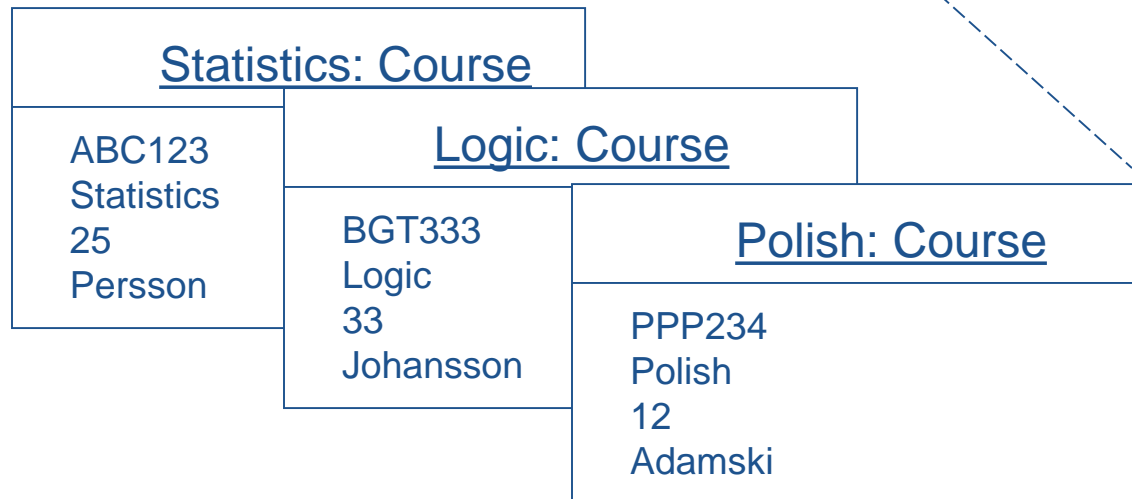 Statistics: Course
ABC123
Statistics
25
Persson
Logic: Course
BGT333
Logic
33
Johansson
Polish: Course
PPP234
Polish
12
Adamski